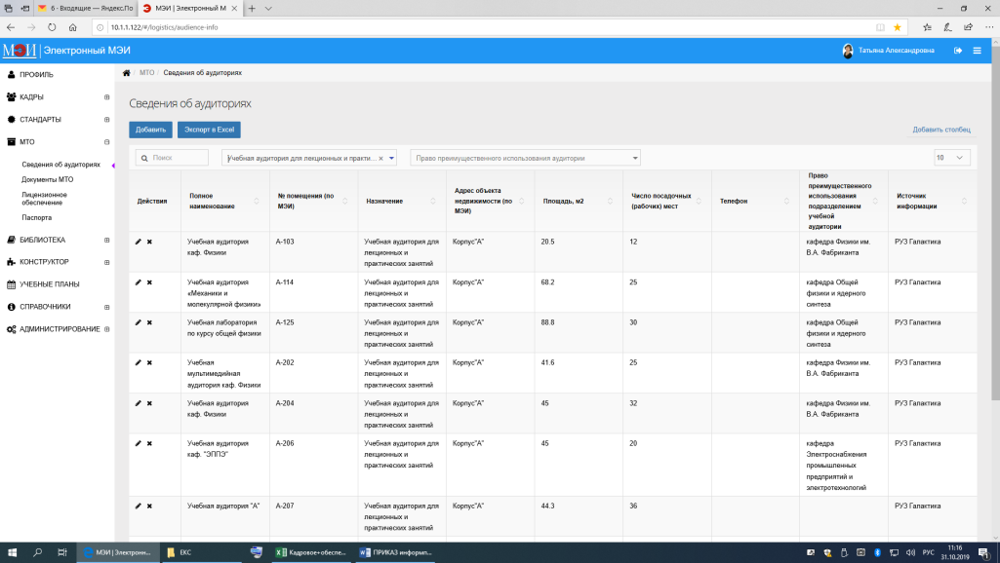 6 - Входящие — Яндекс.По
МЭИ | Электронный М
10.1.1.122/#/logistics/audience-info
МЭИ | Электронный МЭИ
Татьяна Александровна
ПРОФИЛЬ
КАДРЫ
СТАНДАРТЫ
МТО
Сведения об аудиториях
Документы МТО
Лицензионное
обеспечение
Паспорта
БИБЛИОТЕКА
КОНСТРУКТОР
УЧЕБНЫЕ ПЛАНЫ
СПРАВОЧНИКИ
АДМИНИСТРИРОВАНИЕ
/ МТО / Сведения об аудиториях
Сведения об аудиториях
Добавить
Экспорт в Excel
Добавить столбец
Поиск
Учебная аудитория для лекционных и практи...
Право преимущественного использования аудитории
10
Действия
Полное
наименование
№ помещения (по
МЭИ)
Назначение
Адрес объекта
недвижимости (по
МЭИ)
Площадь, м2
Число посадочных
(рабочих) мест
Телефон
Право
преимущественного
использования
подразделением
учебной
аудитории
Источник
информации
Учебная аудитория
каф. Физики
А-103
Учебная аудитория для
лекционных и
практических занятий
Корпус"А"
20.5
12
кафедра Физики им.
В.А. Фабриканта
РУЗ Галактика
Учебная аудитория
«Механики и
молекулярной физики»
А-114
Учебная аудитория для
лекционных и
практических занятий
Корпус"А"
68.2
25
кафедра Общей
физики и ядерного
синтеза
РУЗ Галактика
Учебная лаборатория
по курсу общей физики
А-125
Учебная аудитория для
лекционных и
практических занятий
Корпус"А"
88.8
30
кафедра Общей
физики и ядерного
синтеза
РУЗ Галактика
Учебная
мультимедийная
аудитория каф. Физики
А-202
Учебная аудитория для
лекционных и
практических занятий
Корпус"А"
41.6
25
кафедра Физики им.
В.А. Фабриканта
РУЗ Галактика
Учебная аудитория
каф. Физики
А-204
Учебная аудитория для
лекционных и
практических занятий
Корпус"А"
45
32
кафедра Физики им.
В.А. Фабриканта
РУЗ Галактика
Учебная аудитория
каф. "ЭППЭ"
А-206
Учебная аудитория для
лекционных и
практических занятий
Корпус"А"
45
20
кафедра
Электроснабжения
промышленных
предприятий и
электротехнологий
РУЗ Галактика
Учебная аудитория "А"
А-207
Учебная аудитория для
лекционных и
практических занятий
Корпус"А"
44.3
36
РУЗ Галактика
МЭИ | Электронн...
ЕКС
Кадровое+обеспе...
ПРИКАЗ информп...
РУС
11:16
31.10.2019